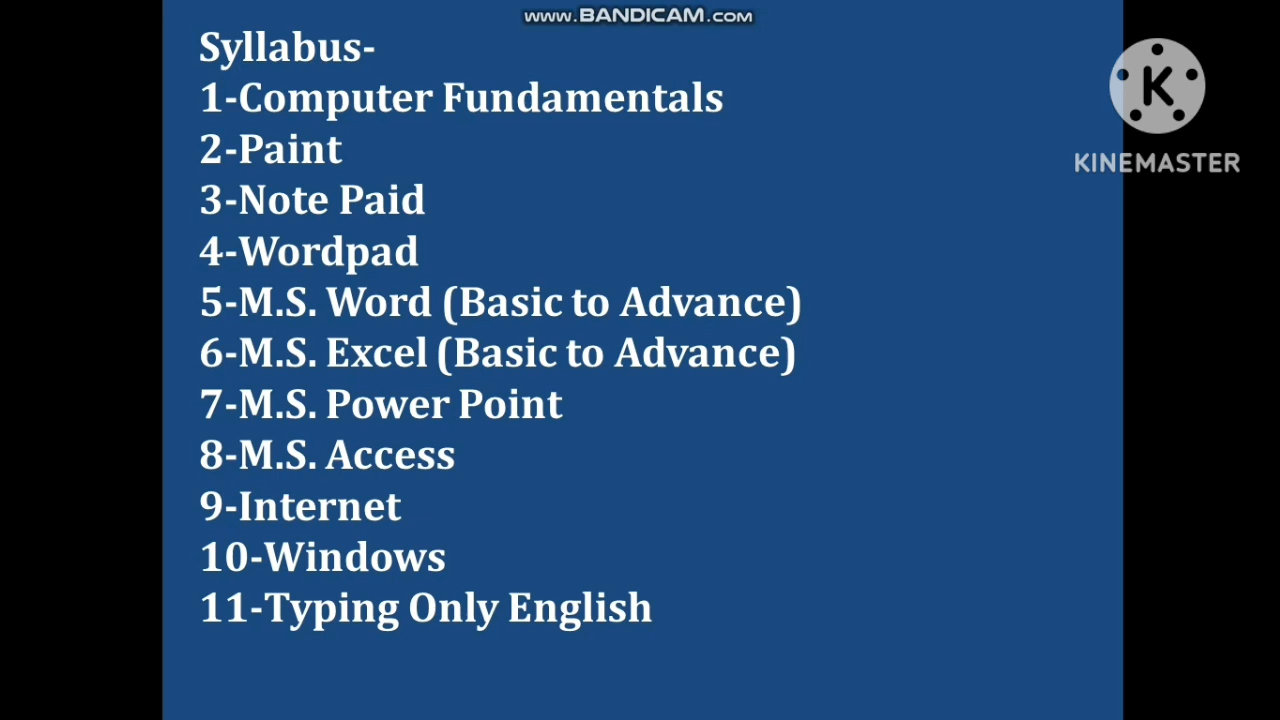 www.BANDICAM.com
Syllabus-
1-Computer Fundamentals
2-Paint
3-Note Paid
4-Wordpad
5-M.S. Word (Basic to Advance)
6-M.S. Excel (Basic to Advance)
7-M.S. Power Point
8-M.S. Access
9-Internet
10-Windows
11-Typing Only English
K
KINEMASTER